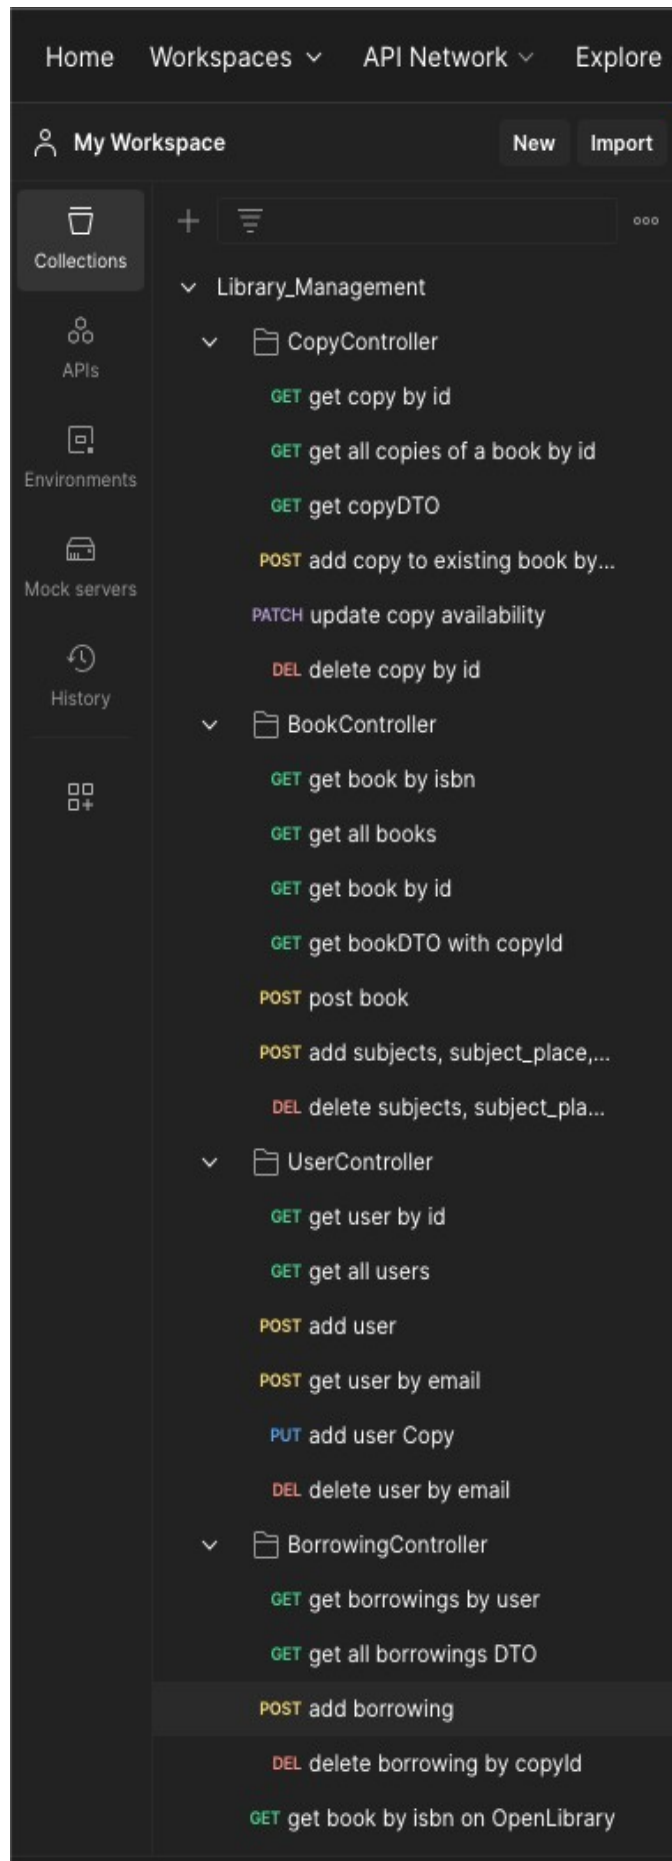 Home Workspaces API Network Explore
My Workspace New Import
Collections
APIs
Environments
Mock servers
History
Library_Management
CopyController
GET get copy by id
GET get all copies of a book by id
GET get copyDTO
POST add copy to existing book by...
PATCH update copy availability
DEL delete copy by id
BookController
GET get book by isbn
GET get all books
GET get book by id
GET get bookDTO with copyId
POST post book
POST add subjects, subject_place,...
DEL delete subjects, subject_pla...
UserController
GET get user by id
GET get all users
POST add user
POST get user by email
PUT add user Copy
DEL delete user by email
BorrowingController
GET get borrowings by user
GET get all borrowings DTO
POST add borrowing
DEL delete borrowing by copyId
GET get book by isbn on OpenLibrary